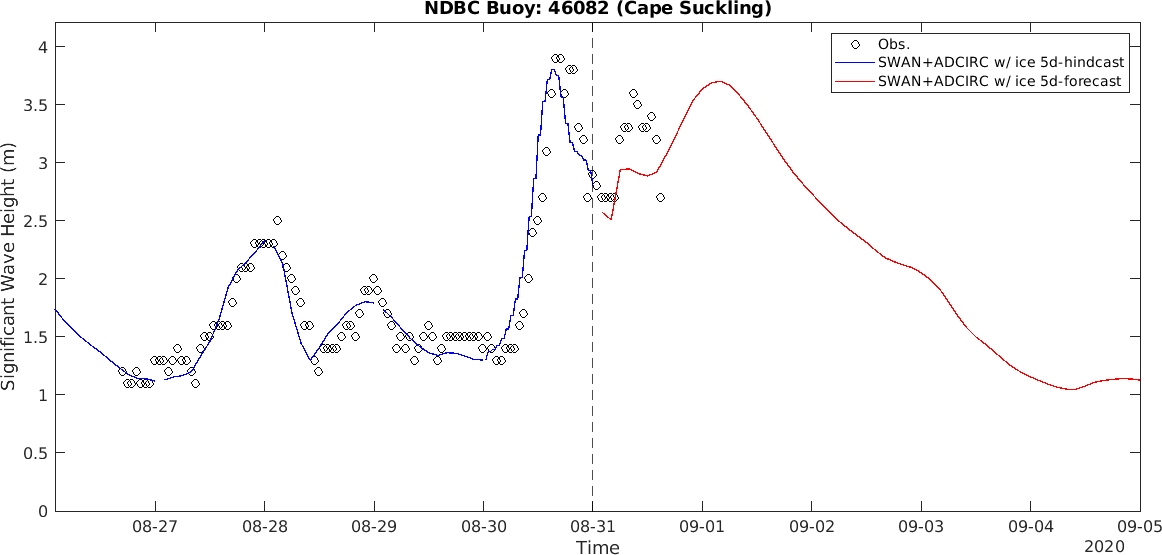 NDBC Buoy: 46082 (Cape Suckling)
Obs.
SWAN+ADCIRC w/ ice 5d-hindcast
SWAN+ADCIRC w/ ice 5d-forecast
Significant Wave Height (m)
4
3.5
3
2.5
2
1.5
1
0.5
0
08-27 08-28 08-29 08-30 08-31 09-01 09-02 09-03 09-04 09-05
Time
2020